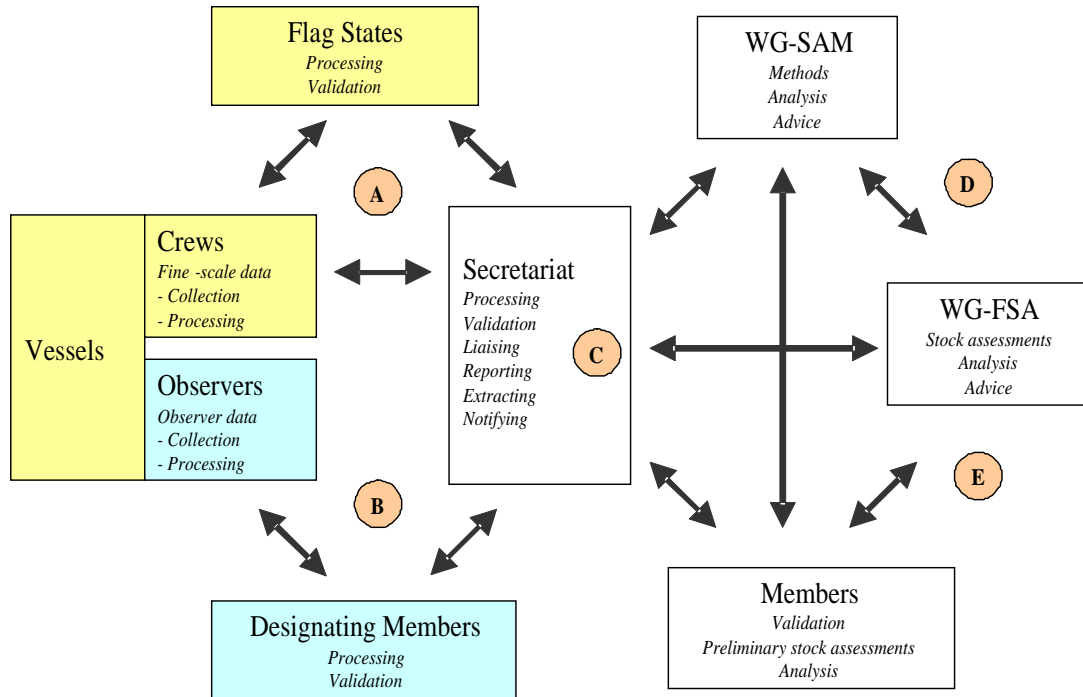 Flag States
Processing
Validation
WG-SAM
Methods
Analysis
Advice
A
D
Vessels
Crews
Fine -scale data
- Collection
- Processing
Observers
Observer data
- Collection
- Processing
Secretariat
Processing
Validation
Liaising
Reporting
Extracting
Notifying
C
WG-FSA
Stock assessments
Analysis
Advice
B
E
Designating Members
Processing
Validation
Members
Validation
Preliminary stock assessments
Analysis